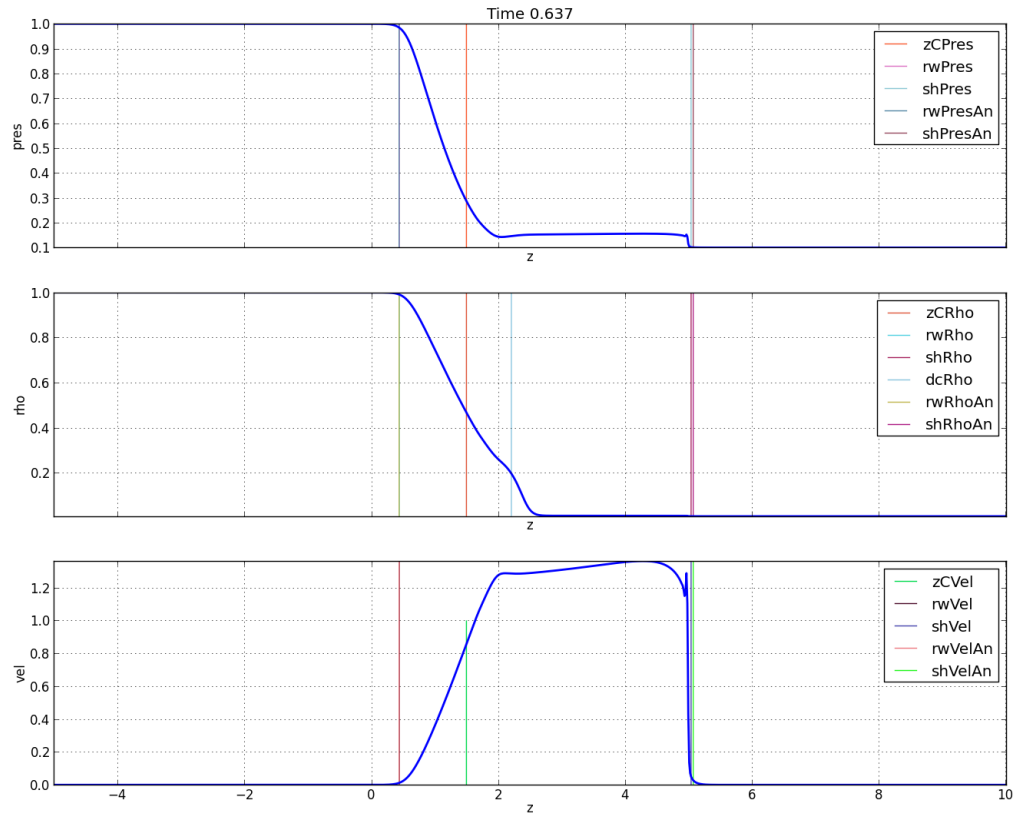 Time 0.637
1.0
0.9
0.8
0.7
0.6
0.5
0.4
0.3
0.2
0.1
pres
z
zCPres
rwPres
shPres
rwPresAn
shPresAn
1.0
0.8
0.6
0.4
0.2
rho
z
zCRho
rwRho
shRho
dcRho
rwRhoAn
shRhoAn
1.2
1.0
0.8
0.6
0.4
0.2
0.0
vel
zCVel
rwVel
shVel
rwVelAn
shVelAn
−4 −2 0 2 4 6 8 10
z